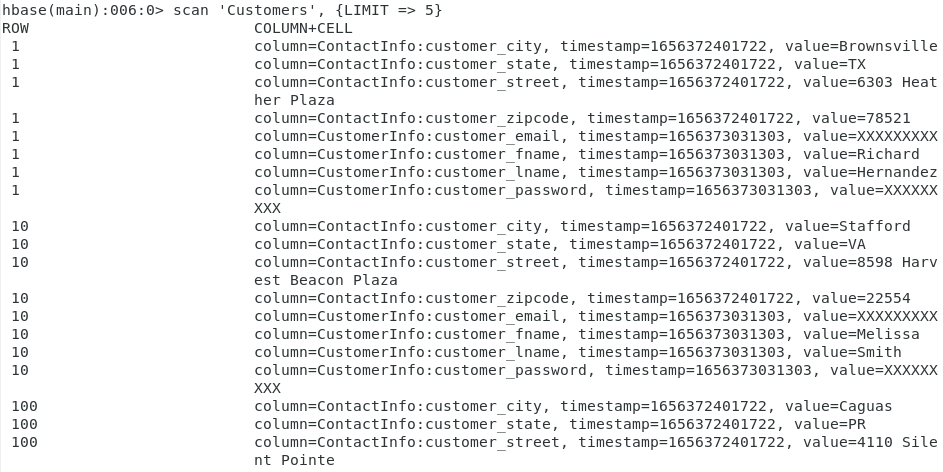 hbase(main):006:0> scan 'Customers', {LIMIT => 5}
ROW COLUMN+CELL
1 column=ContactInfo:customer_city, timestamp=1656372401722, value=Brownsville
1 column=ContactInfo:customer_state, timestamp=1656372401722, value=TX
1 column=ContactInfo:customer_street, timestamp=1656372401722, value=6303 Heat
her Plaza
1 column=ContactInfo:customer_zipcode, timestamp=1656372401722, value=78521
1 column=CustomerInfo:customer_email, timestamp=1656373031303, value=XXXXXXXXX
1 column=CustomerInfo:customer_fname, timestamp=1656373031303, value=Richard
1 column=CustomerInfo:customer_lname, timestamp=1656373031303, value=Hernandez
1 column=CustomerInfo:customer_password, timestamp=1656373031303, value=XXXXXX
XXX
10 column=ContactInfo:customer_city, timestamp=1656372401722, value=Stafford
10 column=ContactInfo:customer_state, timestamp=1656372401722, value=VA
10 column=ContactInfo:customer_street, timestamp=1656372401722, value=8598 Harv
est Beacon Plaza
10 column=ContactInfo:customer_zipcode, timestamp=1656372401722, value=22554
10 column=CustomerInfo:customer_email, timestamp=1656373031303, value=XXXXXXXXX
10 column=CustomerInfo:customer_fname, timestamp=1656373031303, value=Melissa
10 column=CustomerInfo:customer_lname, timestamp=1656373031303, value=Smith
10 column=CustomerInfo:customer_password, timestamp=1656373031303, value=XXXXXX
XXX
100 column=ContactInfo:customer_city, timestamp=1656372401722, value=Caguas
100 column=ContactInfo:customer_state, timestamp=1656372401722, value=PR
100 column=ContactInfo:customer_street, timestamp=1656372401722, value=4110 Sile
nt Pointe